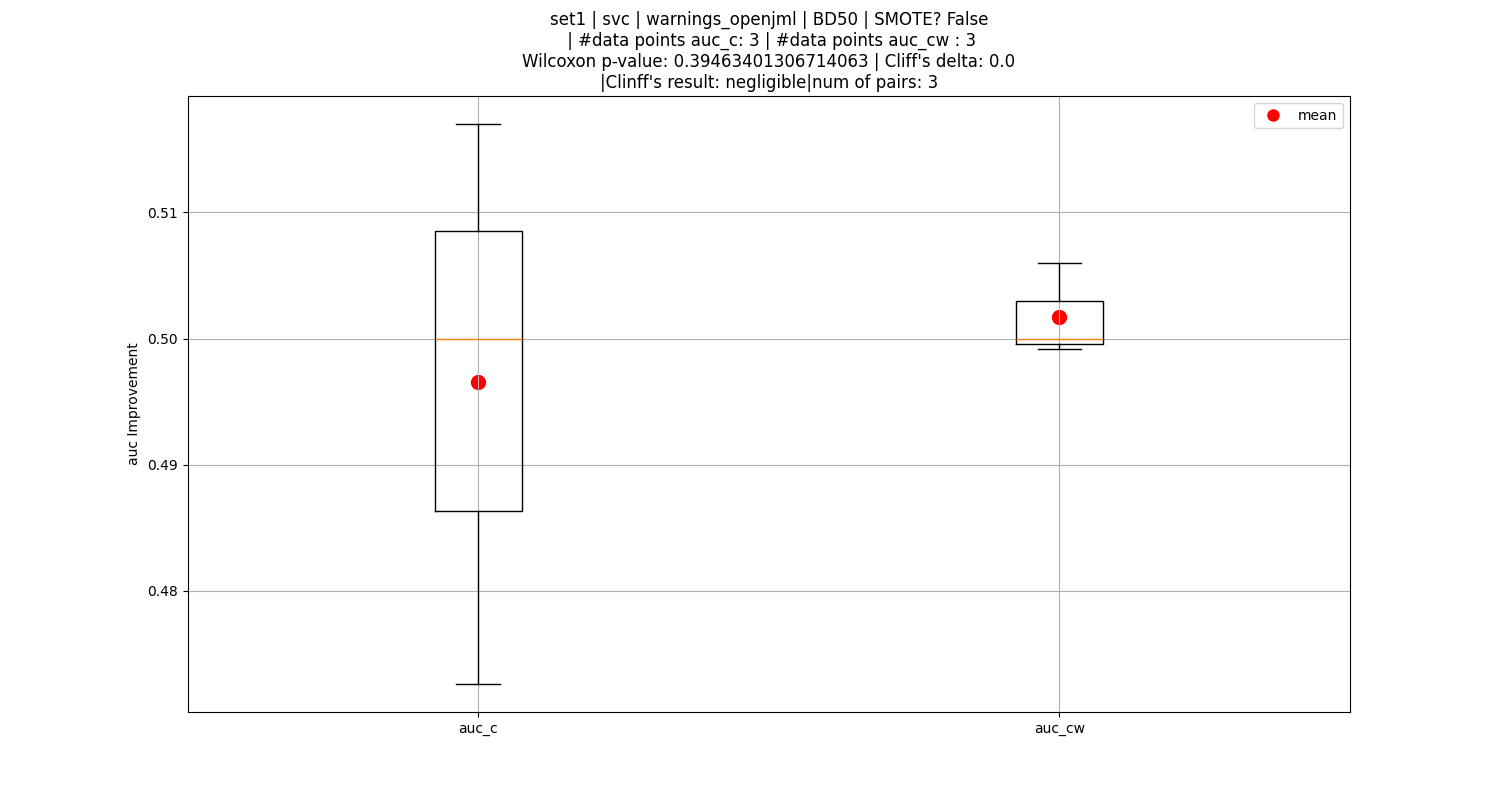 set1 | svc | warnings_openjml | BD50 | SMOTE? False
| #data points auc_c: 3 | #data points auc_cw : 3
Wilcoxon p-value: 0.39463401306714063 | Cliff's delta: 0.0
|Clinff's result: negligible|num of pairs: 3
mean
0.51
0.50
0.49
0.48
auc Improvement
auc_c
auc_cw